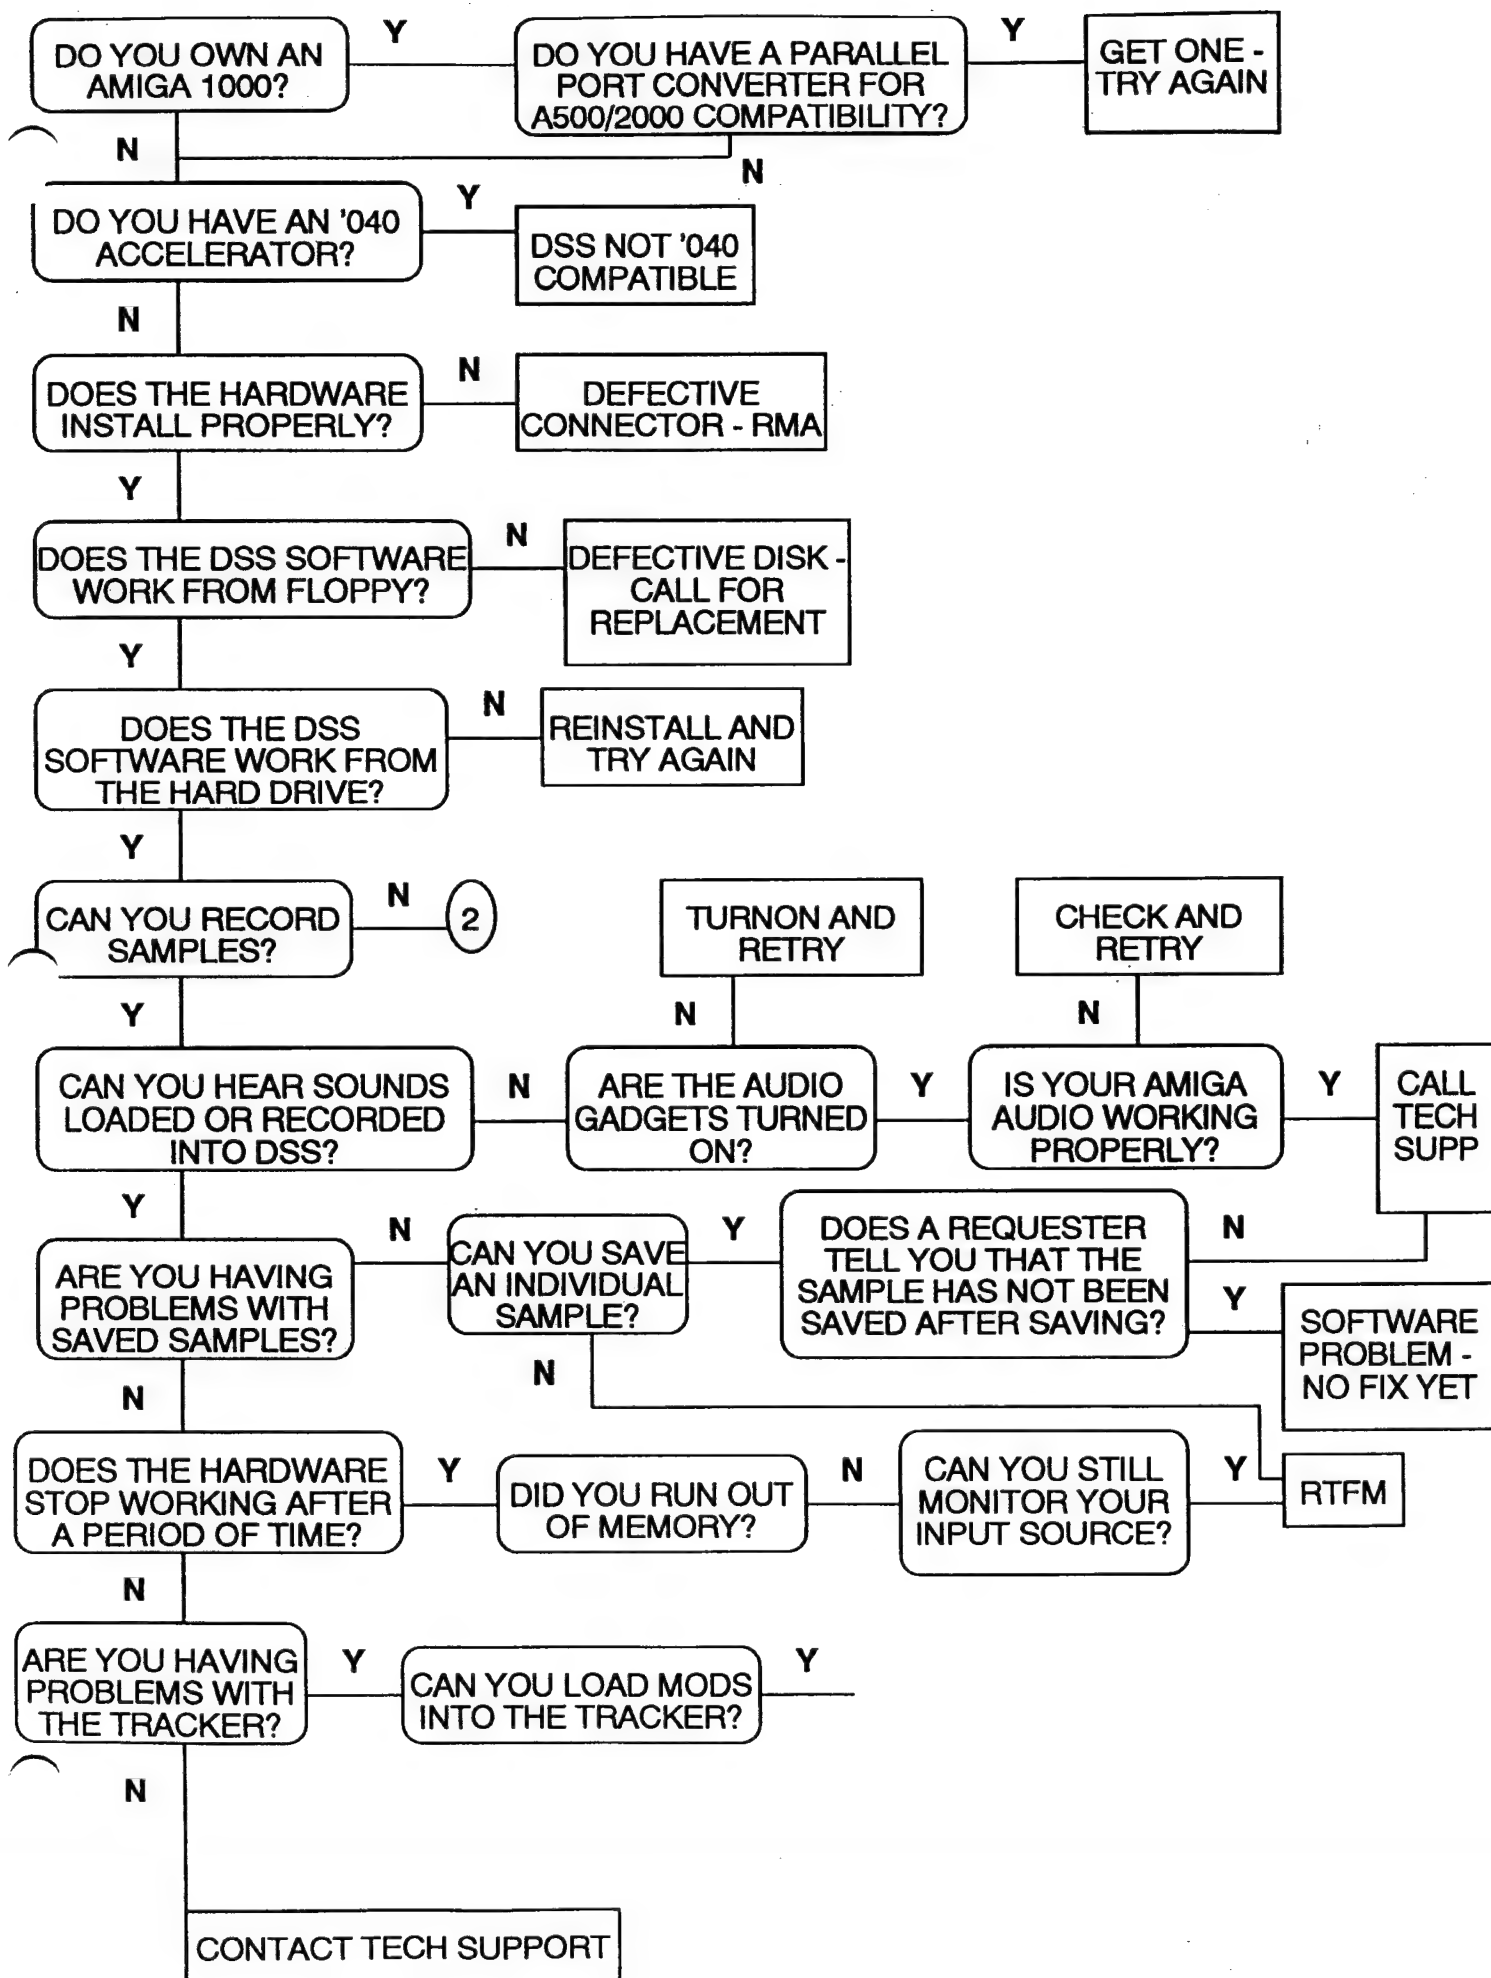 DO YOU OWN AN
AMIGA 1000?
Y
DO YOU HAVE A PARALLEL
PORT CONVERTER FOR
A500/2000 COMPATIBILITY?
Y
GET ONE -
TRY AGAIN
N
N
DO YOU HAVE AN '040
ACCELERATOR?
Y
DSS NOT '040
COMPATIBLE
N
DOES THE HARDWARE
INSTALL PROPERLY?
N
DEFECTIVE
CONNECTOR - RMA
Y
DOES THE DSS SOFTWARE
WORK FROM FLOPPY?
N
DEFECTIVE DISK -
CALL FOR
REPLACEMENT
Y
DOES THE DSS
SOFTWARE WORK FROM
THE HARD DRIVE?
N
REINSTALL AND
TRY AGAIN
Y
CAN YOU RECORD
SAMPLES?
N
2
TURNON AND
RETRY
CHECK AND
RETRY
Y
N
N
CAN YOU HEAR SOUNDS
LOADED OR RECORDED
INTO DSS?
N
ARE THE AUDIO
GADGETS TURNED
ON?
Y
IS YOUR AMIGA
AUDIO WORKING
PROPERLY?
Y
CALL
TECH
SUPP
Y
ARE YOU HAVING
PROBLEMS WITH
SAVED SAMPLES?
N
CAN YOU SAVE
AN INDIVIDUAL
SAMPLE?
Y
DOES A REQUESTER
TELL YOU THAT THE
SAMPLE HAS NOT BEEN
SAVED AFTER SAVING?
N
Y
SOFTWARE
PROBLEM -
NO FIX YET
N
N
DOES THE HARDWARE
STOP WORKING AFTER
A PERIOD OF TIME?
Y
DID YOU RUN OUT
OF MEMORY?
N
CAN YOU STILL
MONITOR YOUR
INPUT SOURCE?
Y
RTFM
N
ARE YOU HAVING
PROBLEMS WITH
THE TRACKER?
Y
CAN YOU LOAD MODS
INTO THE TRACKER?
Y
N
CONTACT TECH SUPPORT